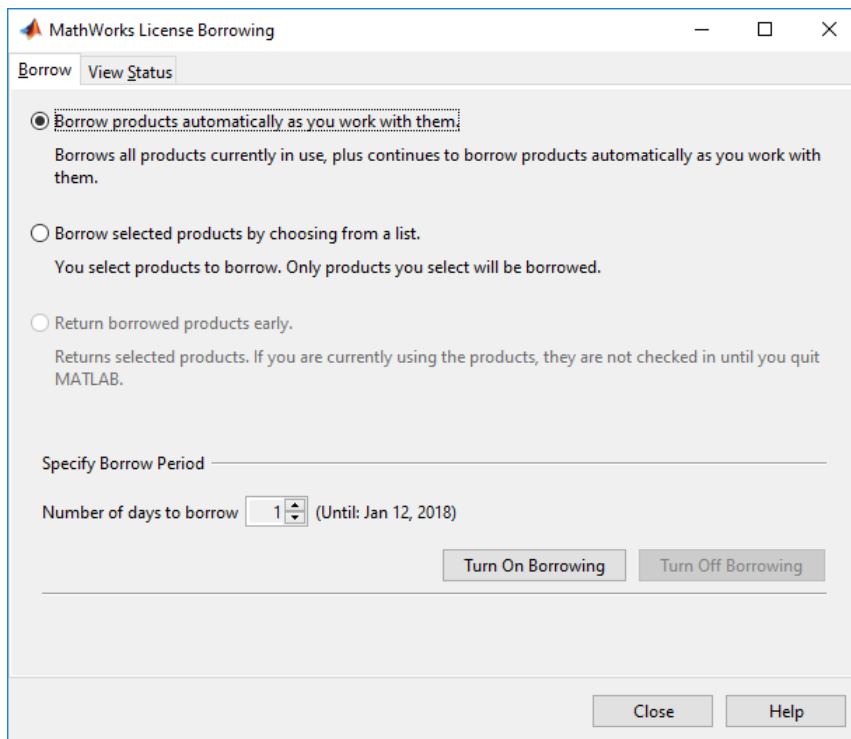 MathWorks License Borrowing
Borrow View Status
Borrow products automatically as you work with them.
Borrows all products currently in use, plus continues to borrow products automatically as you work with
them.
Borrow selected products by choosing from a list.
You select products to borrow. Only products you select will be borrowed.
Return borrowed products early.
Returns selected products. If you are currently using the products, they are not checked in until you quit
MATLAB.
Specify Borrow Period
Number of days to borrow 1 (Until: Jan 12, 2018)
Turn On Borrowing Turn Off Borrowing
Close Help